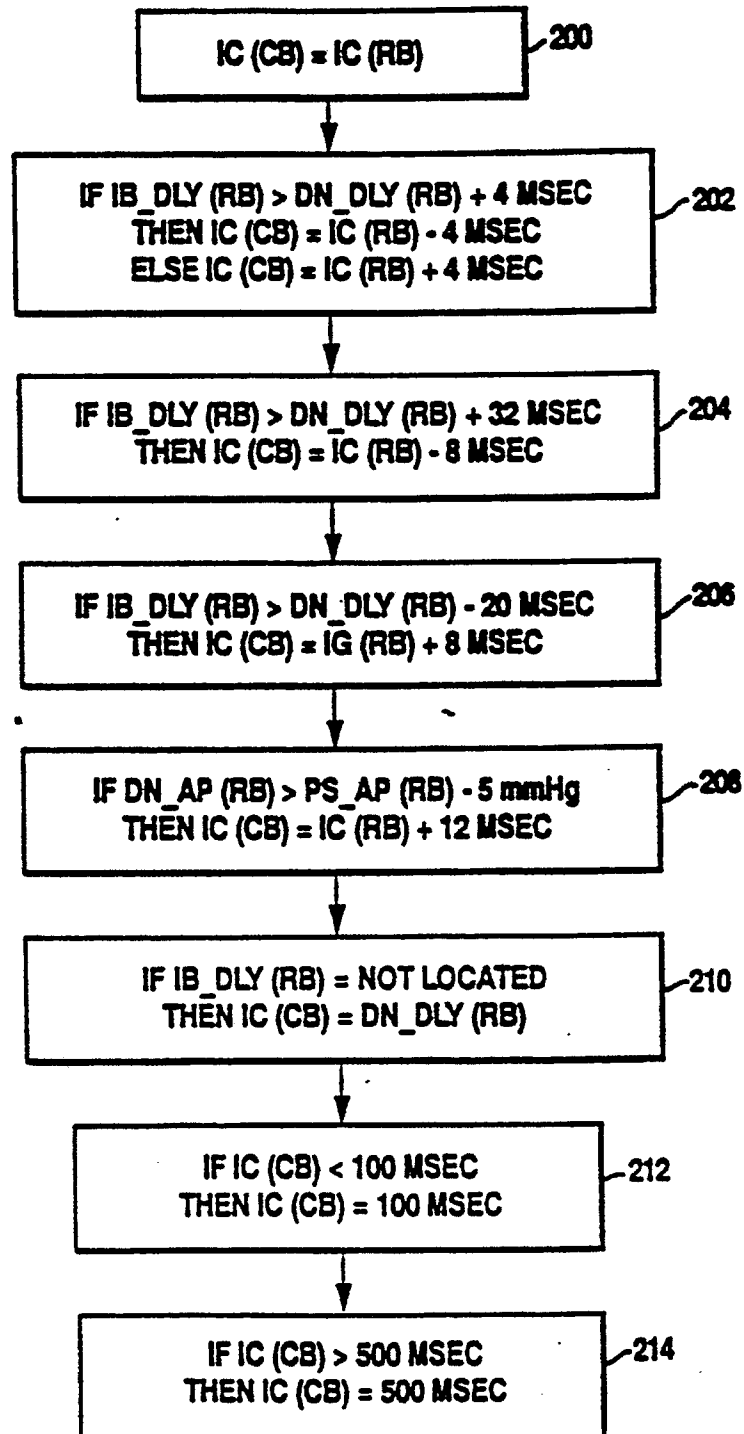 IC (CB) = IC (RB)
200
IF IB_DLY (RB) > DN_DLY (RB) + 4 MSEC
THEN IC (CB) = IC (RB) - 4 MSEC
ELSE IC (CB) = IC (RB) + 4 MSEC
202
IF IB_DLY (RB) > DN_DLY (RB) + 32 MSEC
THEN IC (CB) = IC (RB) - 8 MSEC
204
IF IB_DLY (RB) > DN_DLY (RB) - 20 MSEC
THEN IC (CB) = IG (RB) + 8 MSEC
206
IF DN_AP (RB) > PS_AP (RB) - 5 mmHg
THEN IC (CB) = IC (RB) + 12 MSEC
208
IF IB_DLY (RB) = NOT LOCATED
THEN IC (CB) = DN_DLY (RB)
210
IF IC (CB) < 100 MSEC
THEN IC (CB) = 100 MSEC
212
IF IC (CB) > 500 MSEC
THEN IC (CB) = 500 MSEC
214